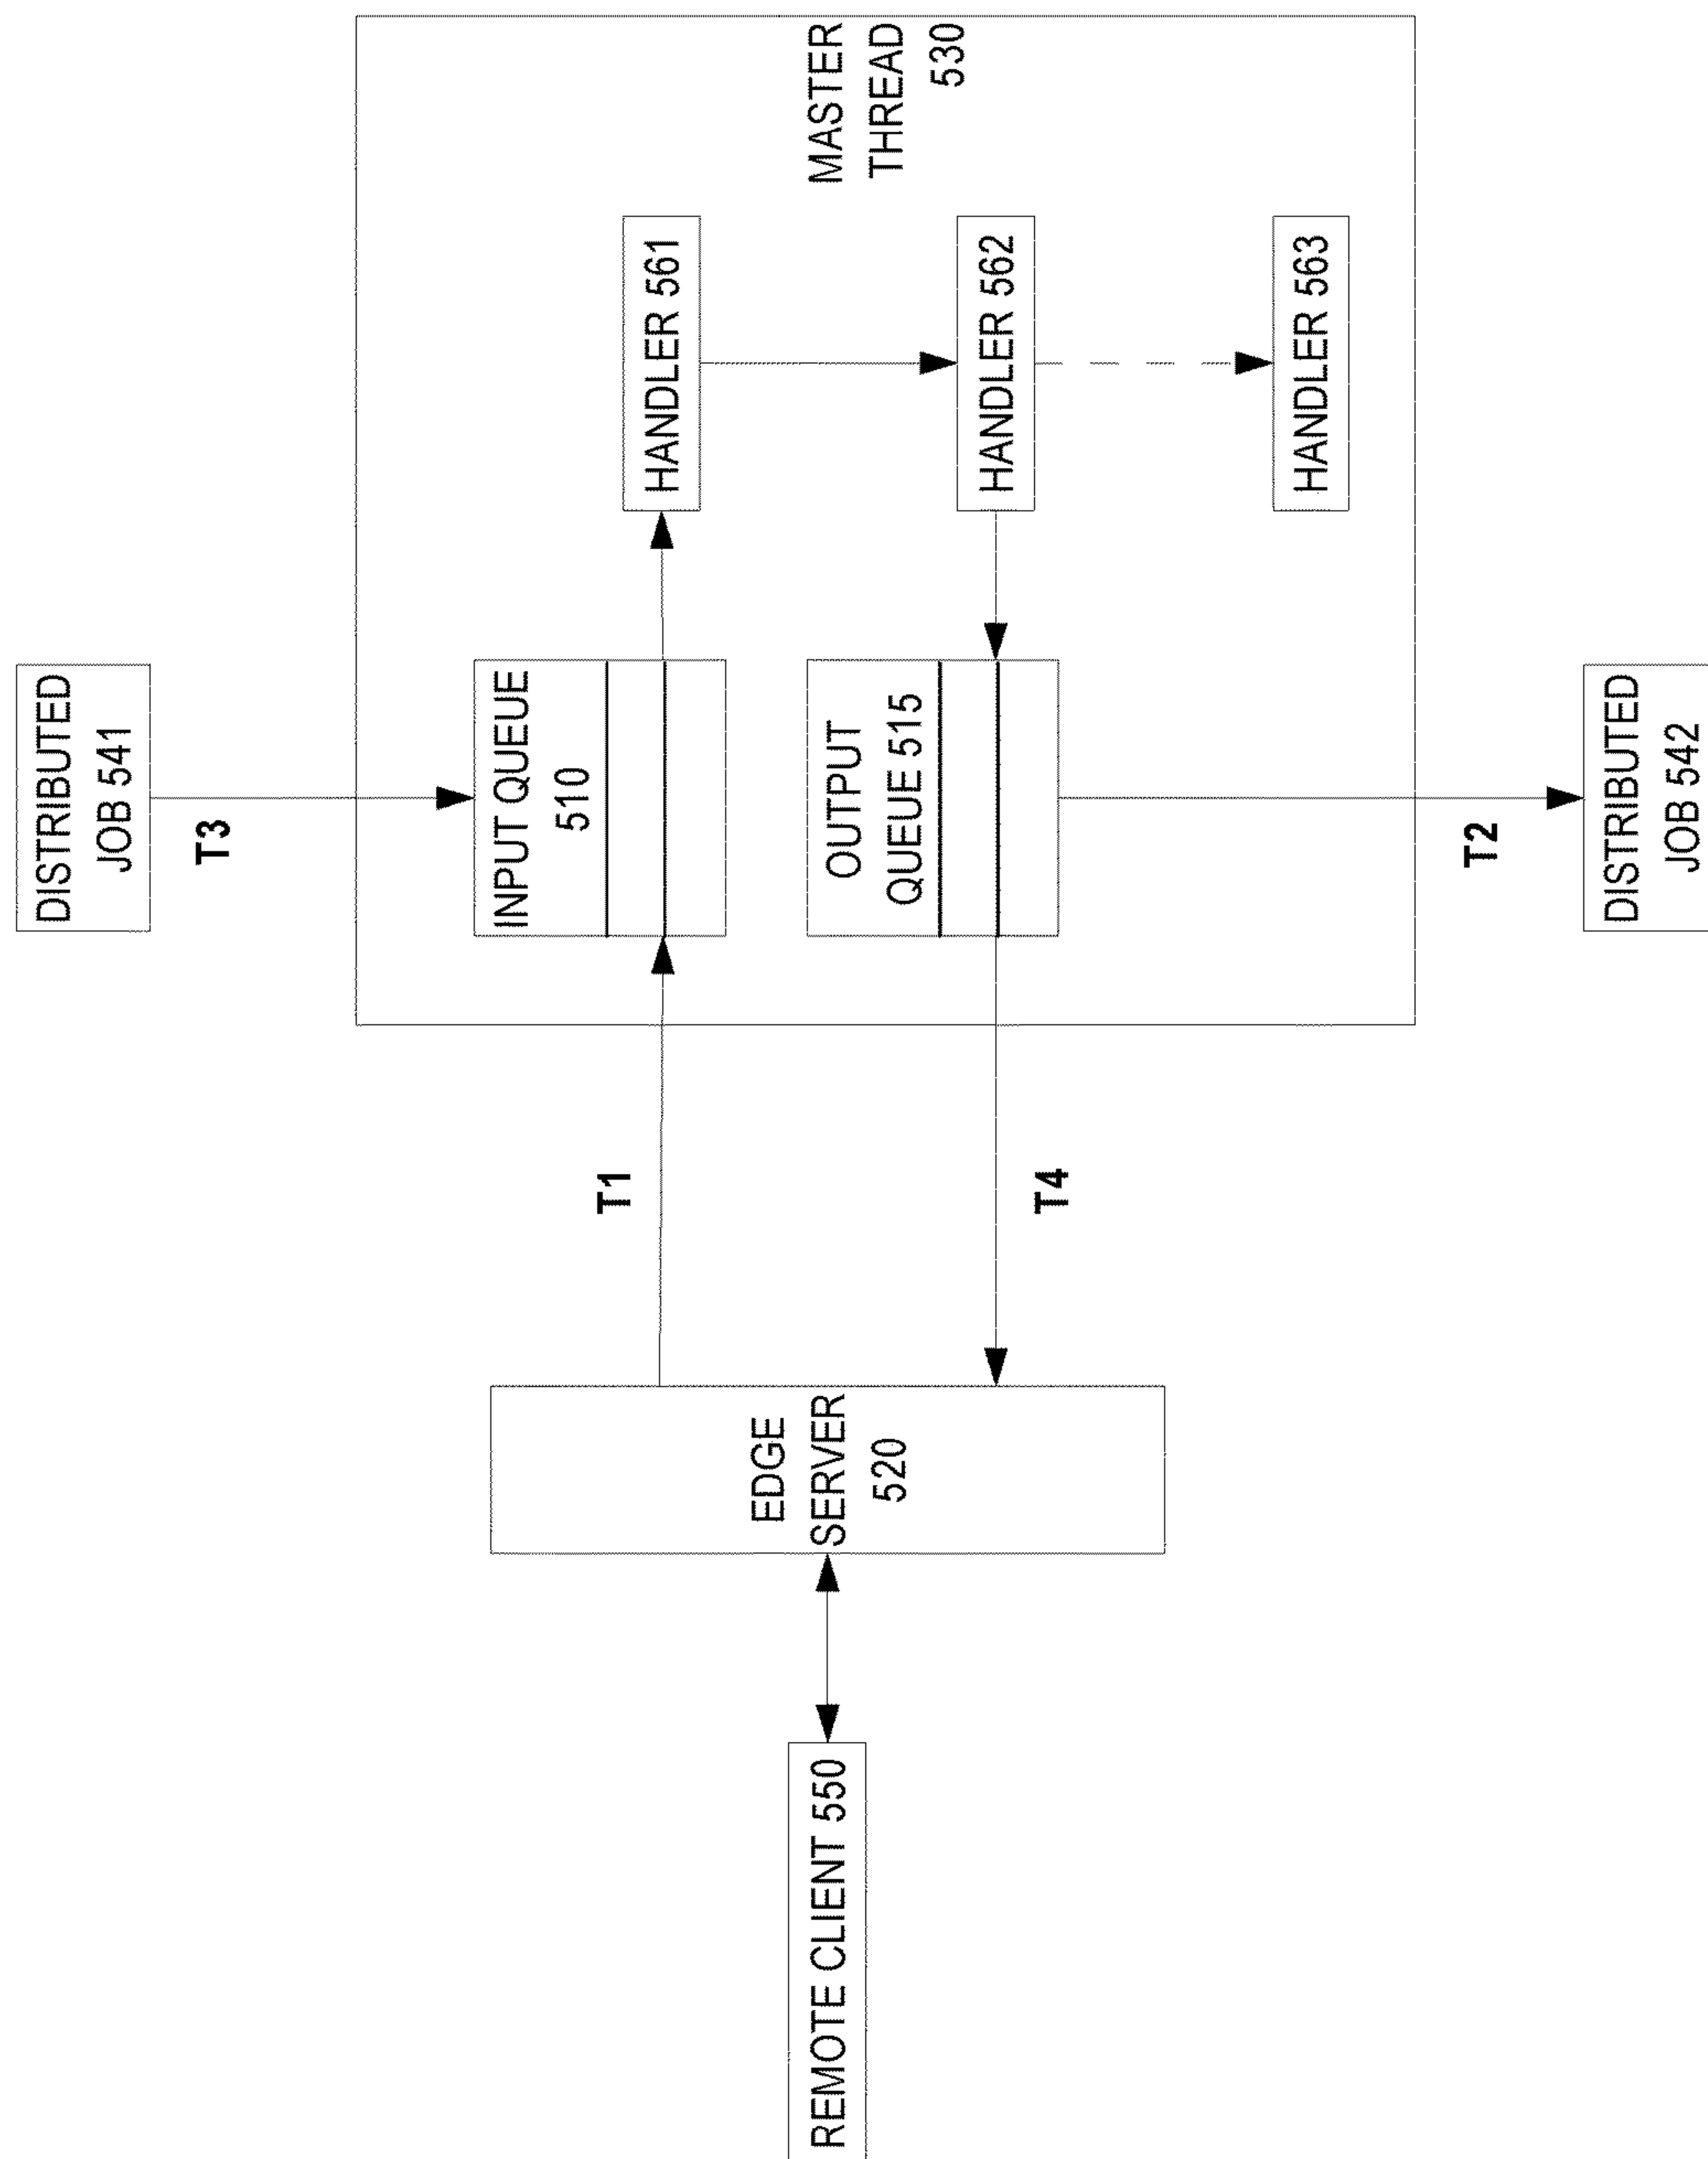 DISTRIBUTED
JOB 541
T3
MASTER
THREAD
530
INPUT QUEUE
510
HANDLER 561
OUTPUT
QUEUE 515
HANDLER 562
HANDLER 563
T1
T4
EDGE
SERVER
520
REMOTE CLIENT 550
T2
DISTRIBUTED
JOB 542